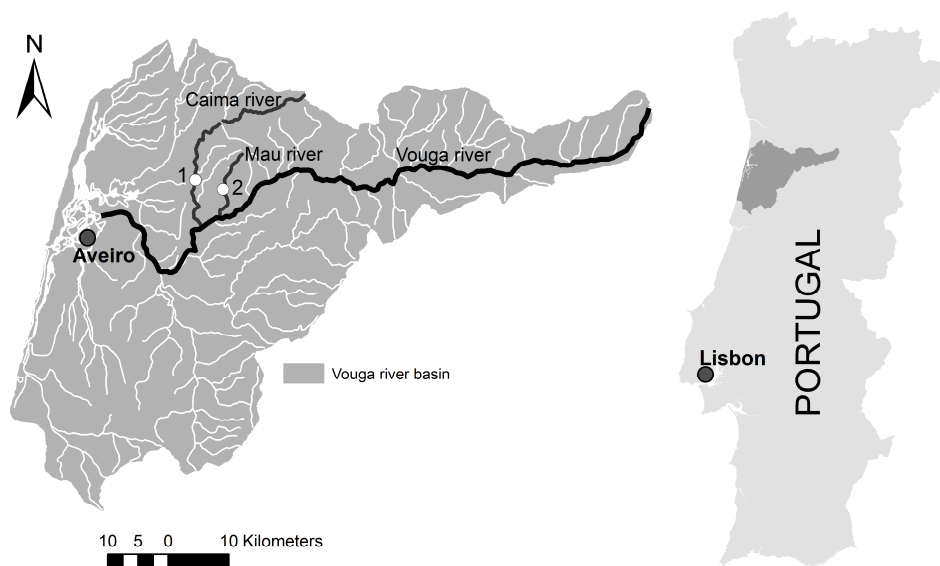 N
Caima river
Mau river
Vouga river
1
2
Aveiro
Vouga river basin
10 5 0 10 Kilometers
PORTUGAL
Lisbon